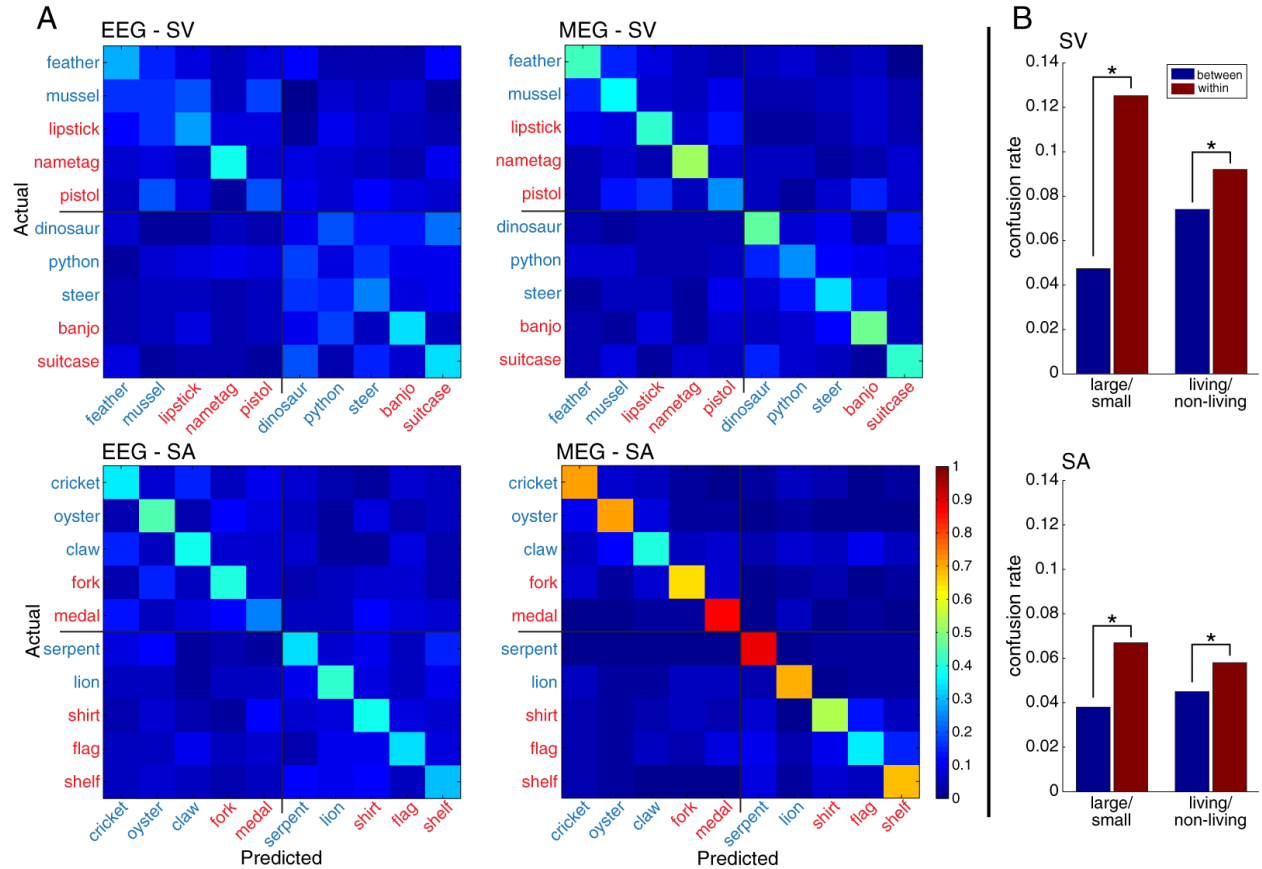 A
B
EEG - SV
MEG - SV
Actual
feather
mussel
lipstick
nametag
pistol
dinosaur
python
steer
banjo
suitcase
feather
mussel
lipstick
nametag
pistol
dinosaur
python
steer
banjo
suitcase
feather
mussel
lipstick
nametag
pistol
dinosaur
python
steer
banjo
suitcase
feather
mussel
lipstick
nametag
pistol
dinosaur
python
steer
banjo
suitcase
EEG - SA
MEG - SA
Actual
cricket
oyster
claw
fork
medal
serpent
lion
shirt
flag
shelf
cricket
oyster
claw
fork
medal
serpent
lion
shirt
flag
shelf
Predicted
cricket
oyster
claw
fork
medal
serpent
lion
shirt
flag
shelf
cricket
oyster
claw
fork
medal
serpent
lion
shirt
flag
shelf
Predicted
1
0.9
0.8
0.7
0.6
0.5
0.4
0.3
0.2
0.1
0
SV
confusion rate
0.14
0.12
0.1
0.08
0.06
0.04
0.02
0
*
*
between
within
large/
small
living/
non-living
SA
confusion rate
0.14
0.12
0.1
0.08
0.06
0.04
0.02
0
*
*
large/
small
living/
non-living